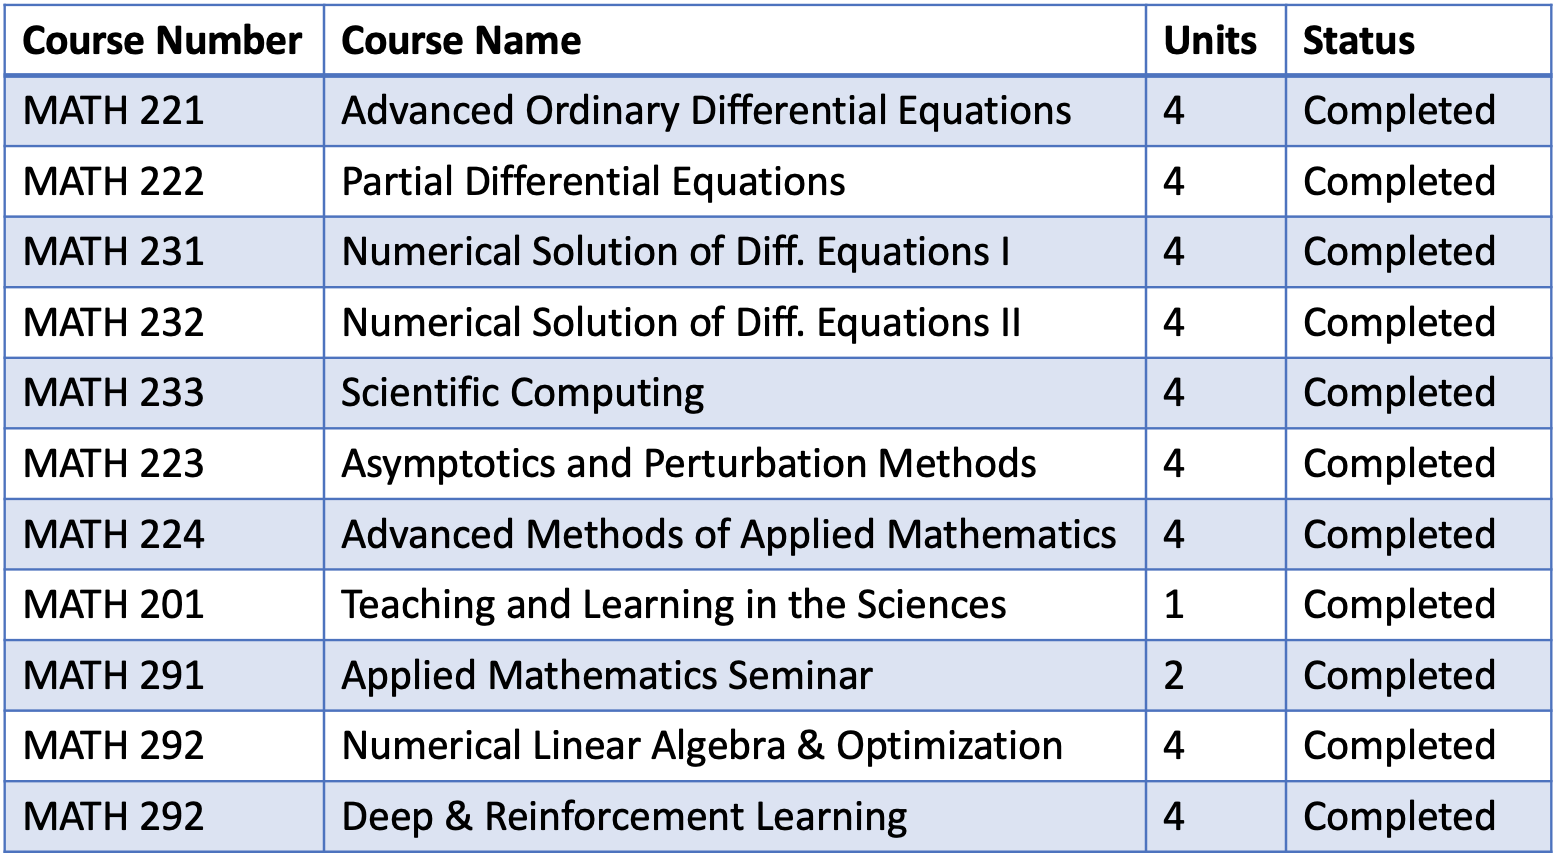 Course Number Course Name Units Status
MATH 221 Advanced Ordinary Differential Equations 4 Completed
MATH 222 Partial Differential Equations 4 Completed
MATH 231 Numerical Solution of Diff. Equations I 4 Completed
MATH 232 Numerical Solution of Diff. Equations II 4 Completed
MATH 233 Scientific Computing 4 Completed
MATH 223 Asymptotics and Perturbation Methods 4 Completed
MATH 224 Advanced Methods of Applied Mathematics 4 Completed
MATH 201 Teaching and Learning in the Sciences 1 Completed
MATH 291 Applied Mathematics Seminar 2 Completed
MATH 292 Numerical Linear Algebra & Optimization 4 Completed
MATH 292 Deep & Reinforcement Learning 4 Completed